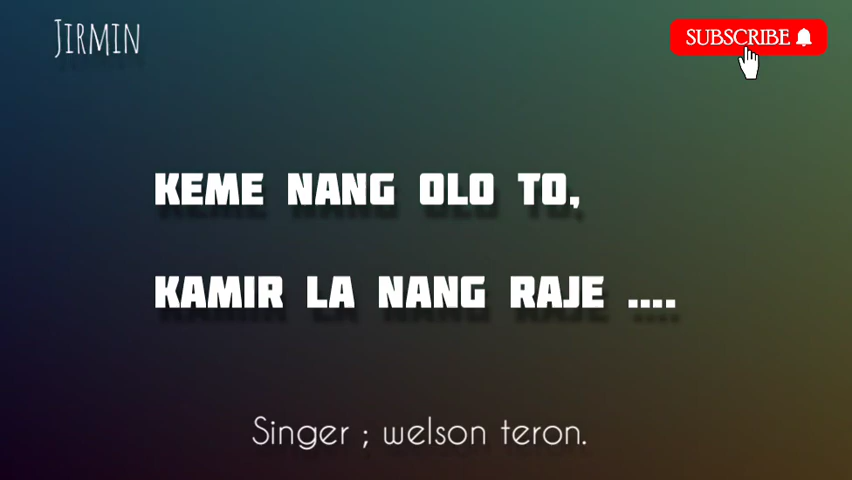 JIRMIN
SUBSCRIBE
KEME NANG OLO TO,
KAMIR LA NANG RAJE ....
Singer ; welson teron.